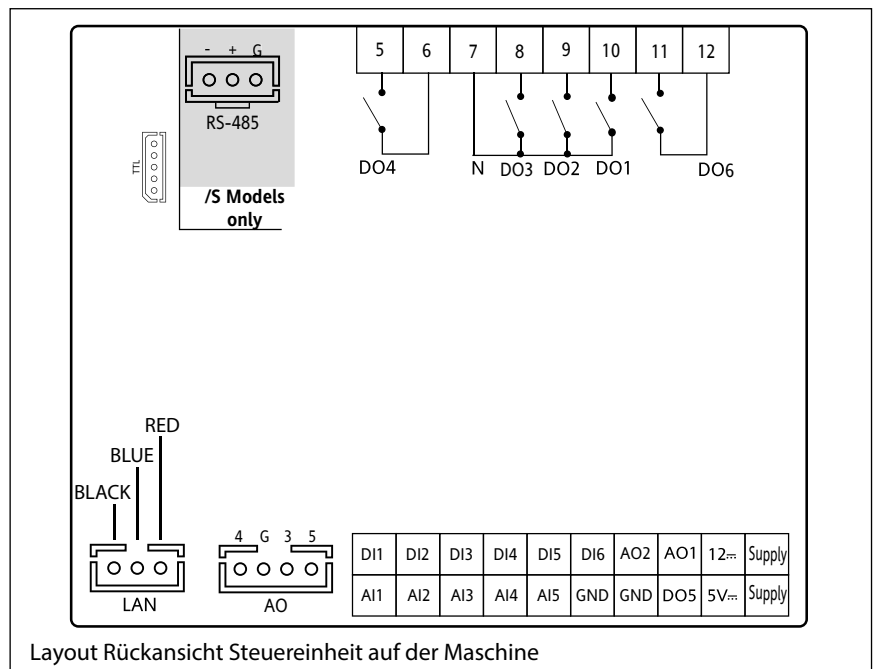 - + G
5 6 7 8 9 10 11 12
RS-485
TTL
/S Models
only
DO4 N DO3 DO2 DO1 DO6
RED
BLUE
BLACK
4 G 3 5
LAN
AO
DI1 DI2 DI3 DI4 DI5 DI6 AO2 AO1 12⎓ Supply
AI1 AI2 AI3 AI4 AI5 GND GND DO5 5V⎓ Supply
Layout Rückansicht Steuereinheit auf der Maschine